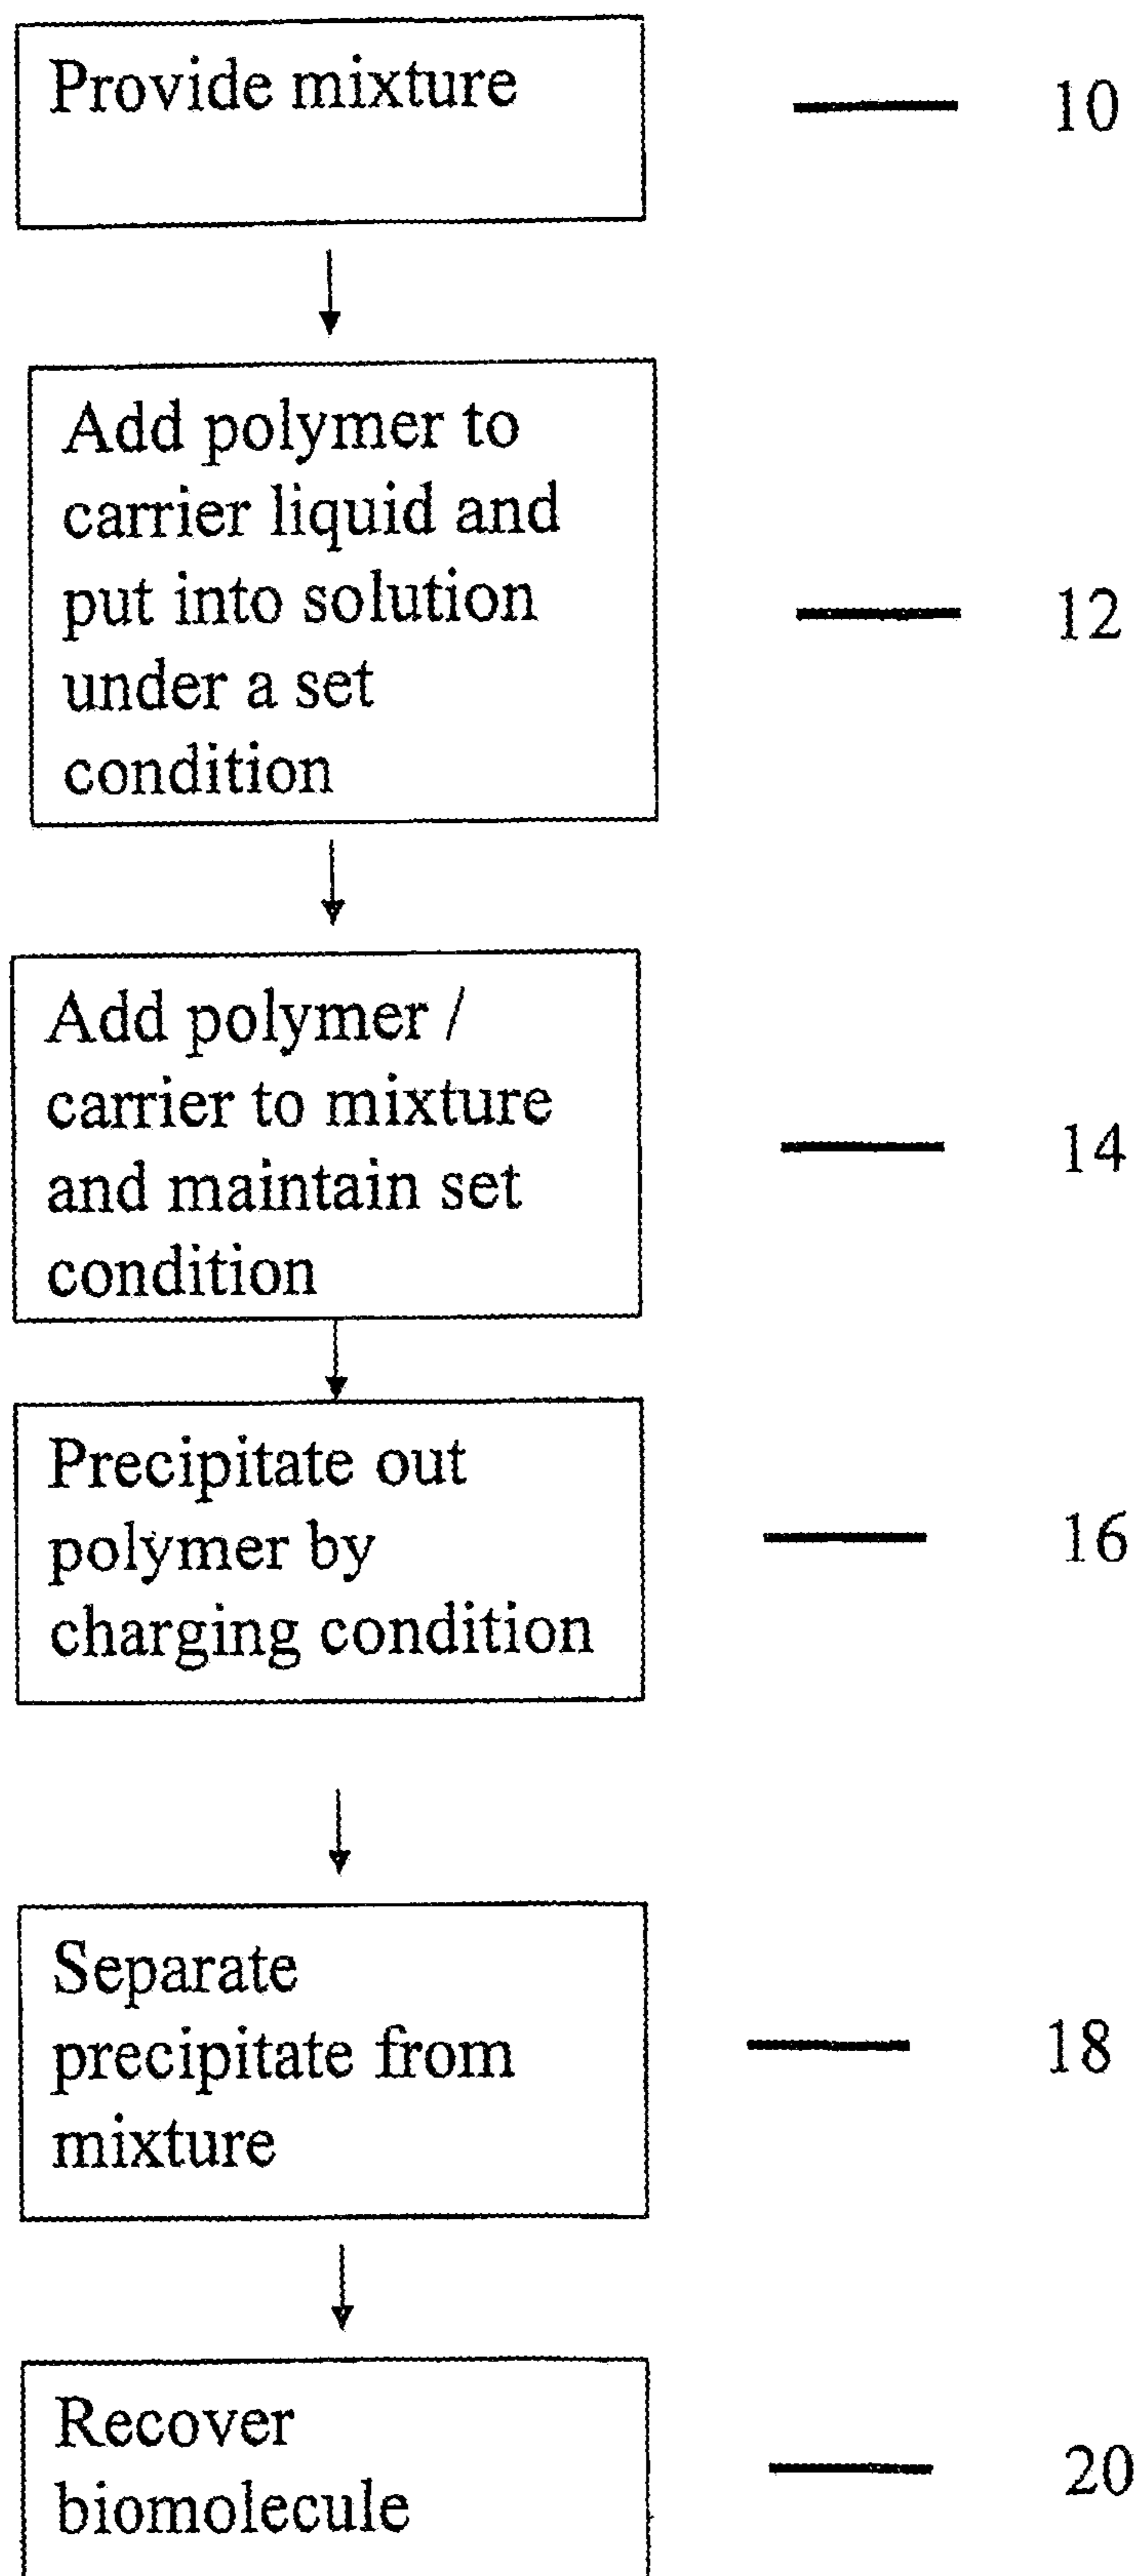 Provide mixture
10
Add polymer to
carrier liquid and
put into solution
under a set
condition
12
Add polymer /
carrier to mixture
and maintain set
condition
14
Precipitate out
polymer by
charging condition
16
Separate
precipitate from
mixture
18
Recover
biomolecule
20